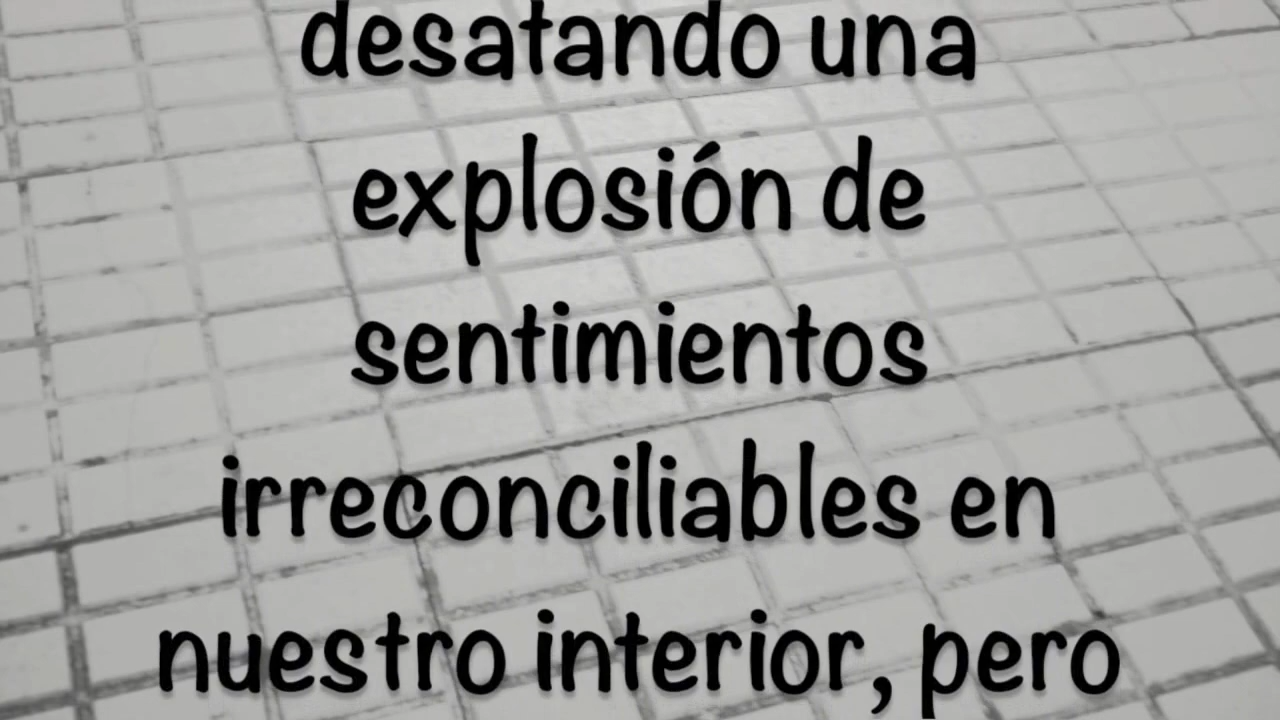 desatando una
explosión de
sentimientos
irreconciliables en
nuestro interior, pero